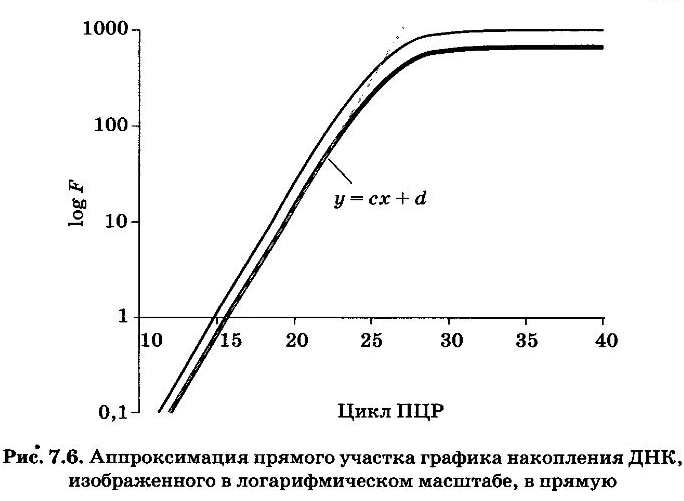 1000
100
10
1
0,1
log F
y = cx + d
10 15 20 25 30 35 40
Цикл ПЦР
Рис. 7.6. Аппроксимация прямого участка графика накопления ДНК,
изображенного в логарифмическом масштабе, в прямую